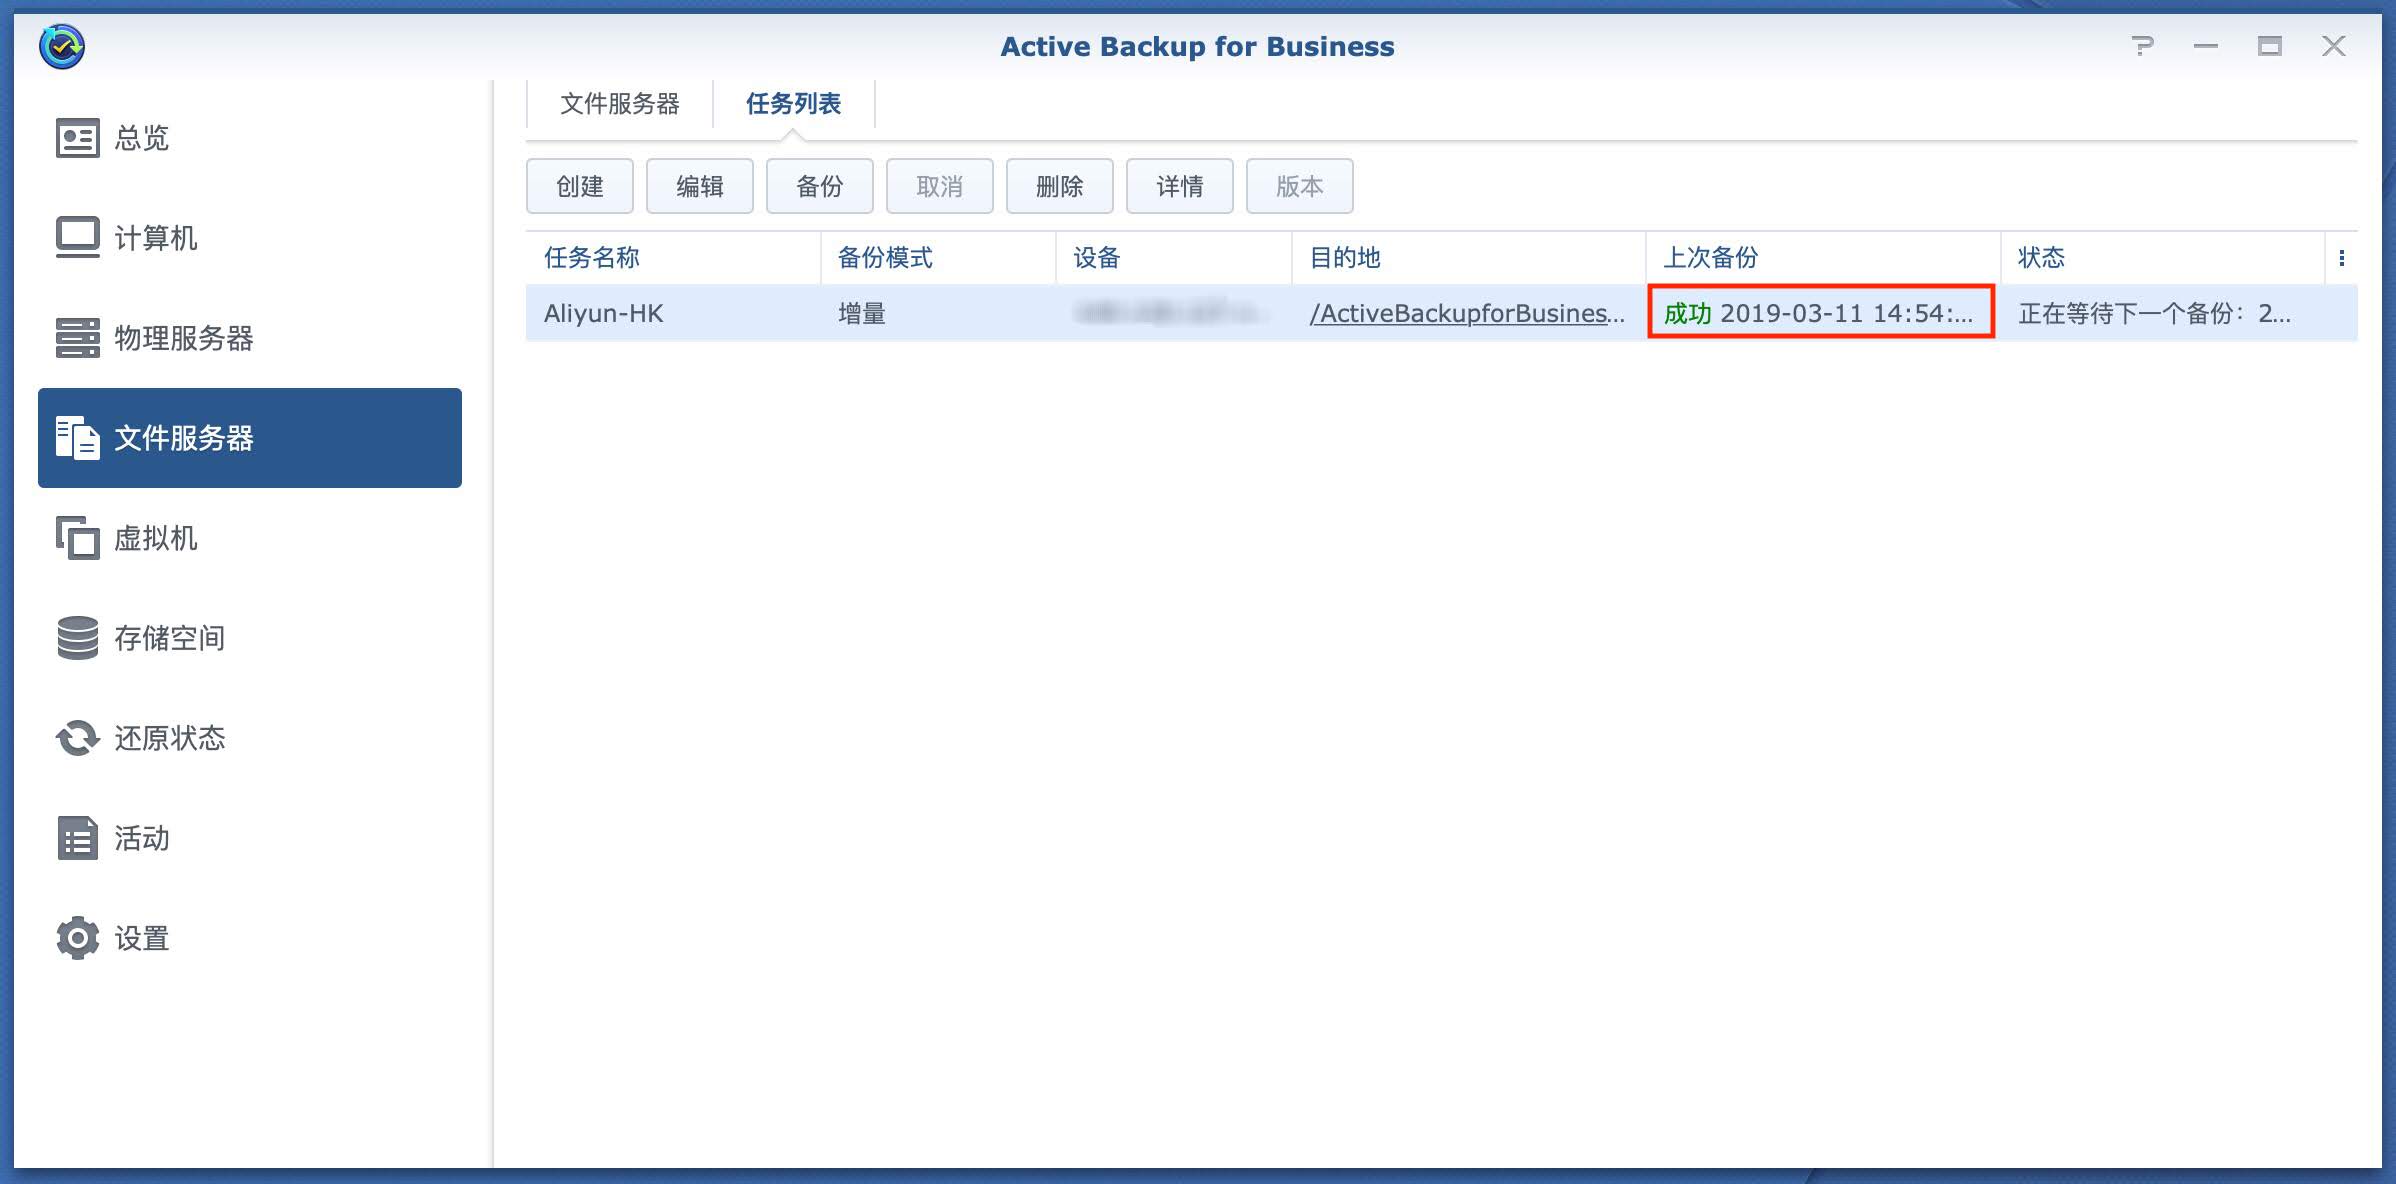 Active Backup for Business
总览
计算机
物理服务器
文件服务器
虚拟机
存储空间
还原状态
活动
设置
文件服务器 任务列表
创建 编辑 备份 取消 删除 详情 版本
任务名称 备份模式 设备 目的地 上次备份 状态
Aliyun-HK 增量 /ActiveBackupforBusines... 成功 2019-03-11 14:54:... 正在等待下一个备份：2...